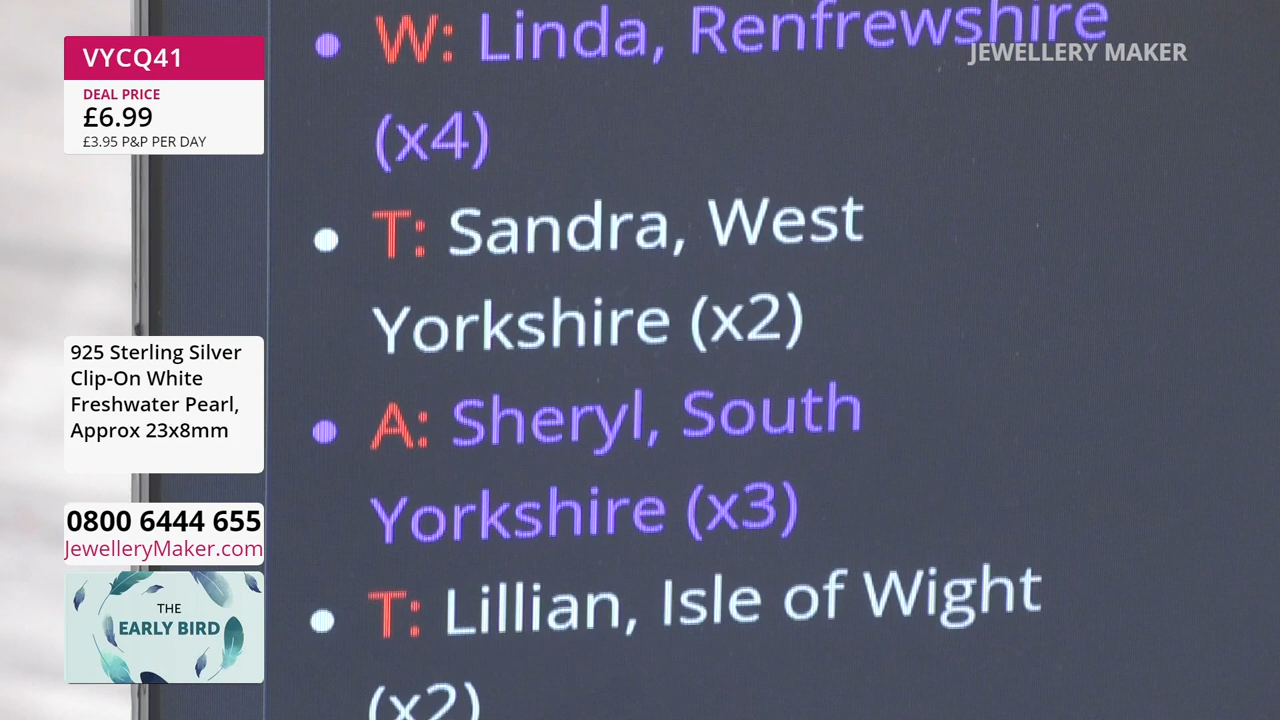 VYCQ41
DEAL PRICE
£6.99
£3.95 P&P PER DAY
925 Sterling Silver
Clip-On White
Freshwater Pearl,
Approx 23x8mm
0800 6444 655
JewelleryMaker.com
THE
EARLY BIRD
JEWELLERY MAKER
• W: Linda, Renfrewshire
(x4)
• T: Sandra, West
Yorkshire (x2)
• A: Sheryl, South
Yorkshire (x3)
• T: Lillian, Isle of Wight
(x2)